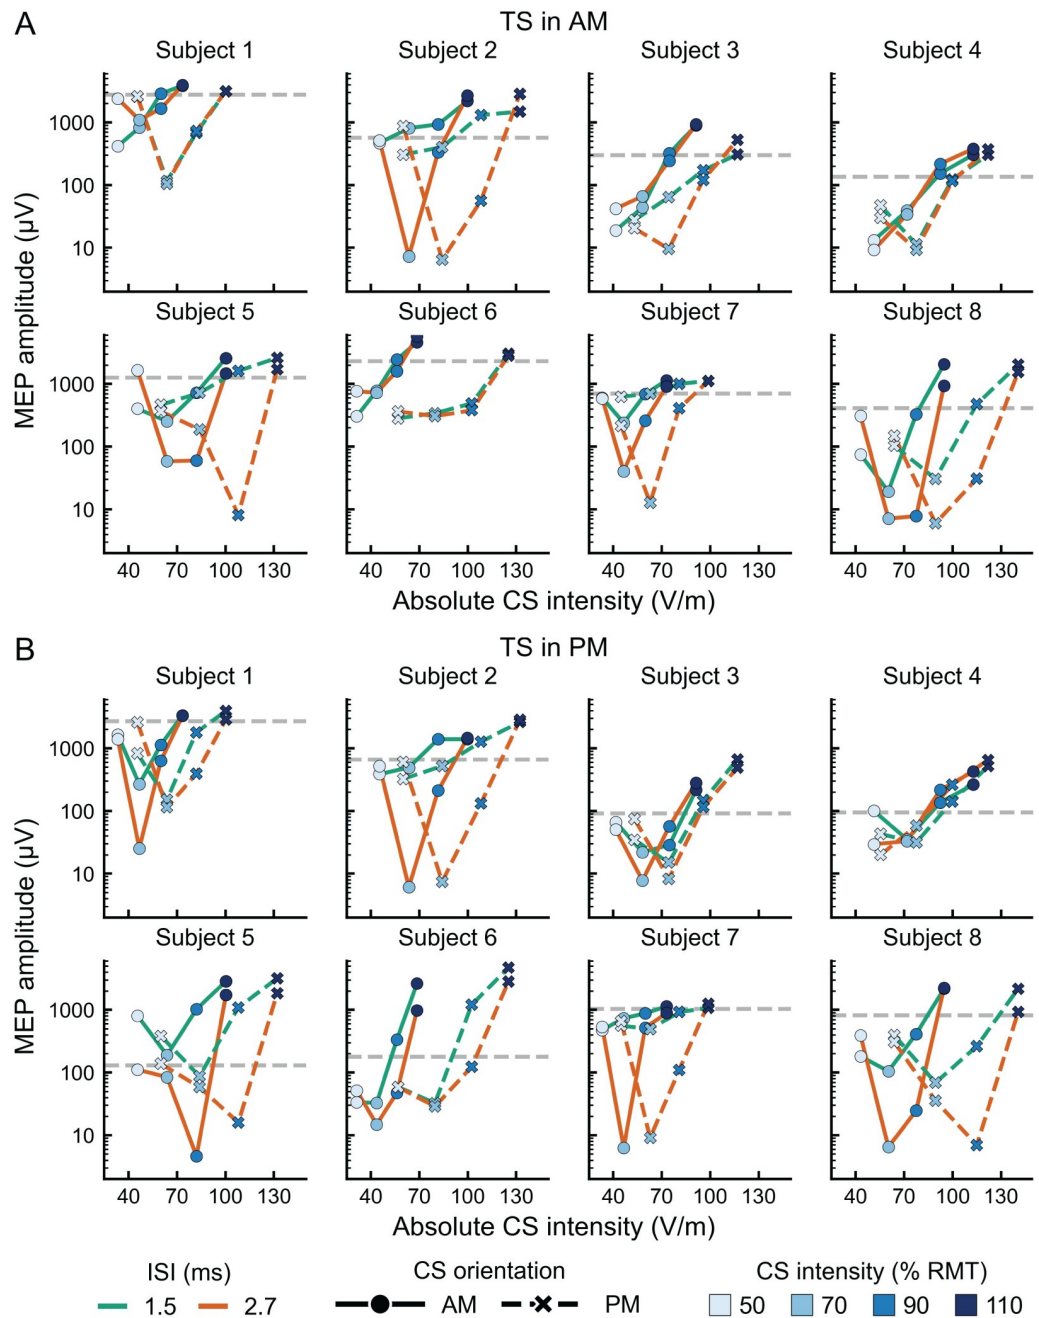 A
TS in AM
Subject 1 Subject 2 Subject 3 Subject 4
1000
100
10
Subject 5 Subject 6 Subject 7 Subject 8
1000
100
10
MEP amplitude (μV)
40 70 100 130 40 70 100 130 40 70 100 130 40 70 100 130
Absolute CS intensity (V/m)
B
TS in PM
Subject 1 Subject 2 Subject 3 Subject 4
1000
100
10
Subject 5 Subject 6 Subject 7 Subject 8
1000
100
10
MEP amplitude (μV)
40 70 100 130 40 70 100 130 40 70 100 130 40 70 100 130
Absolute CS intensity (V/m)
ISI (ms) CS orientation CS intensity (% RMT)
1.5 2.7 AM PM 50 70 90 110